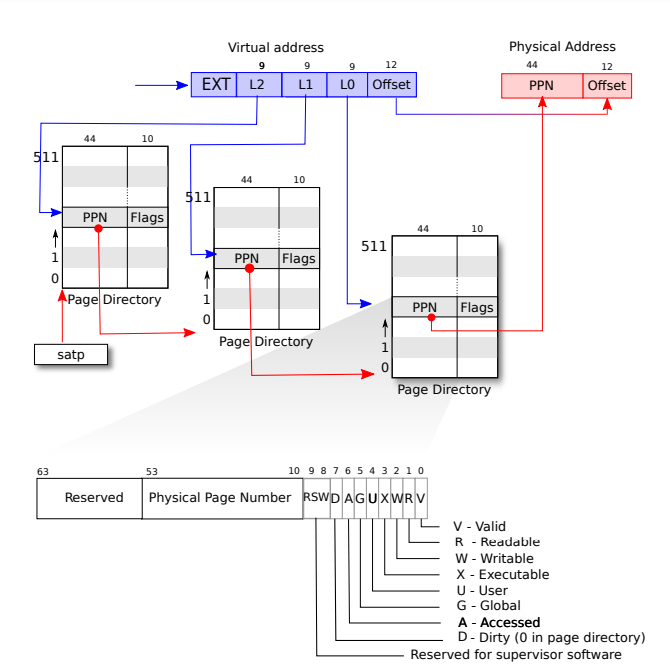 Virtual address
Physical Address
9 9 9 12
44 12
EXT L2 L1 L0 Offset
PPN Offset
44 10
511
PPN Flags
1
0
Page Directory
satp
44 10
511
PPN Flags
1
0
Page Directory
44 10
511
PPN Flags
1
0
Page Directory
63 53 10 9 8 7 6 5 4 3 2 1 0
Reserved Physical Page Number RSW D A G U X W R V
V - Valid
R - Readable
W - Writable
X - Executable
U - User
G - Global
A - Accessed
D - Dirty (0 in page directory)
Reserved for supervisor software